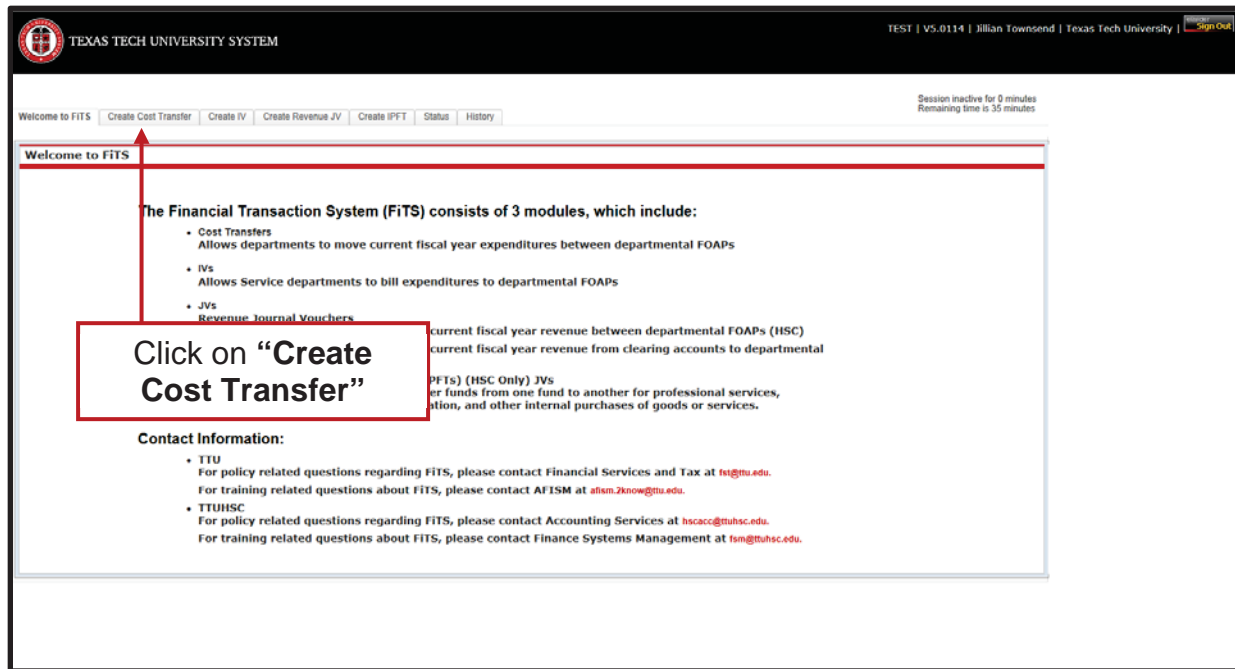 TEXAS TECH UNIVERSITY SYSTEM
TEST | V5.0114 | Jillian Townsend | Texas Tech University |
Sign Out
Session inactive for 0 minutes
Remaining time is 35 minutes
Welcome to FiTS | Create Cost Transfer | Create IV | Create Revenue JV | Create IPFT | Status | History
Welcome to FiTS
The Financial Transaction System (FiTS) consists of 3 modules, which include:
• Cost Transfers
Allows departments to move current fiscal year expenditures between departmental FOAPs
• IVs
Allows Service departments to bill expenditures to departmental FOAPs
• JVs
Revenue Journal Vouchers
current fiscal year revenue between departmental FOAPs (HSC)
current fiscal year revenue from clearing accounts to departmental
PFTs) (HSC Only) JVs
er funds from one fund to another for professional services,
ation, and other internal purchases of goods or services.
Click on “Create
Cost Transfer”
Contact Information:
• TTU
For policy related questions regarding FiTS, please contact Financial Services and Tax at fst@ttu.edu.
For training related questions about FiTS, please contact AFISM at afism.2know@ttu.edu.
• TTUHSC
For policy related questions regarding FiTS, please contact Accounting Services at hscacc@ttuhsc.edu.
For training related questions about FiTS, please contact Finance Systems Management at fsm@ttuhsc.edu.